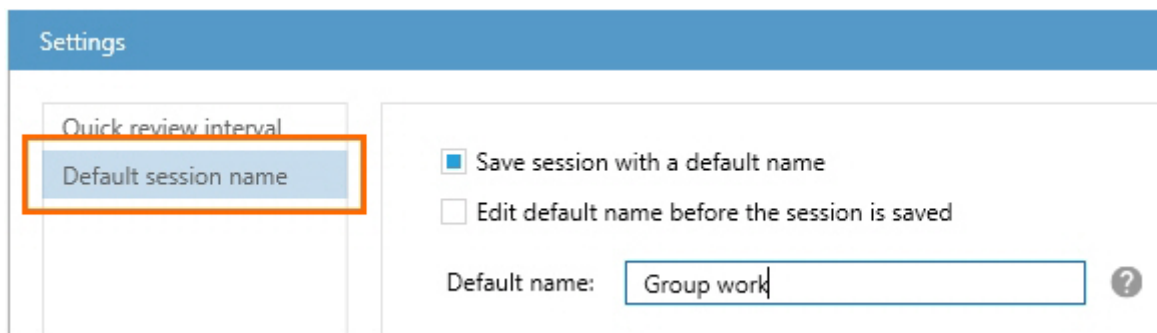 Settings
Quick review interval
Default session name
Save session with a default name
Edit default name before the session is saved
Default name: Group work
?